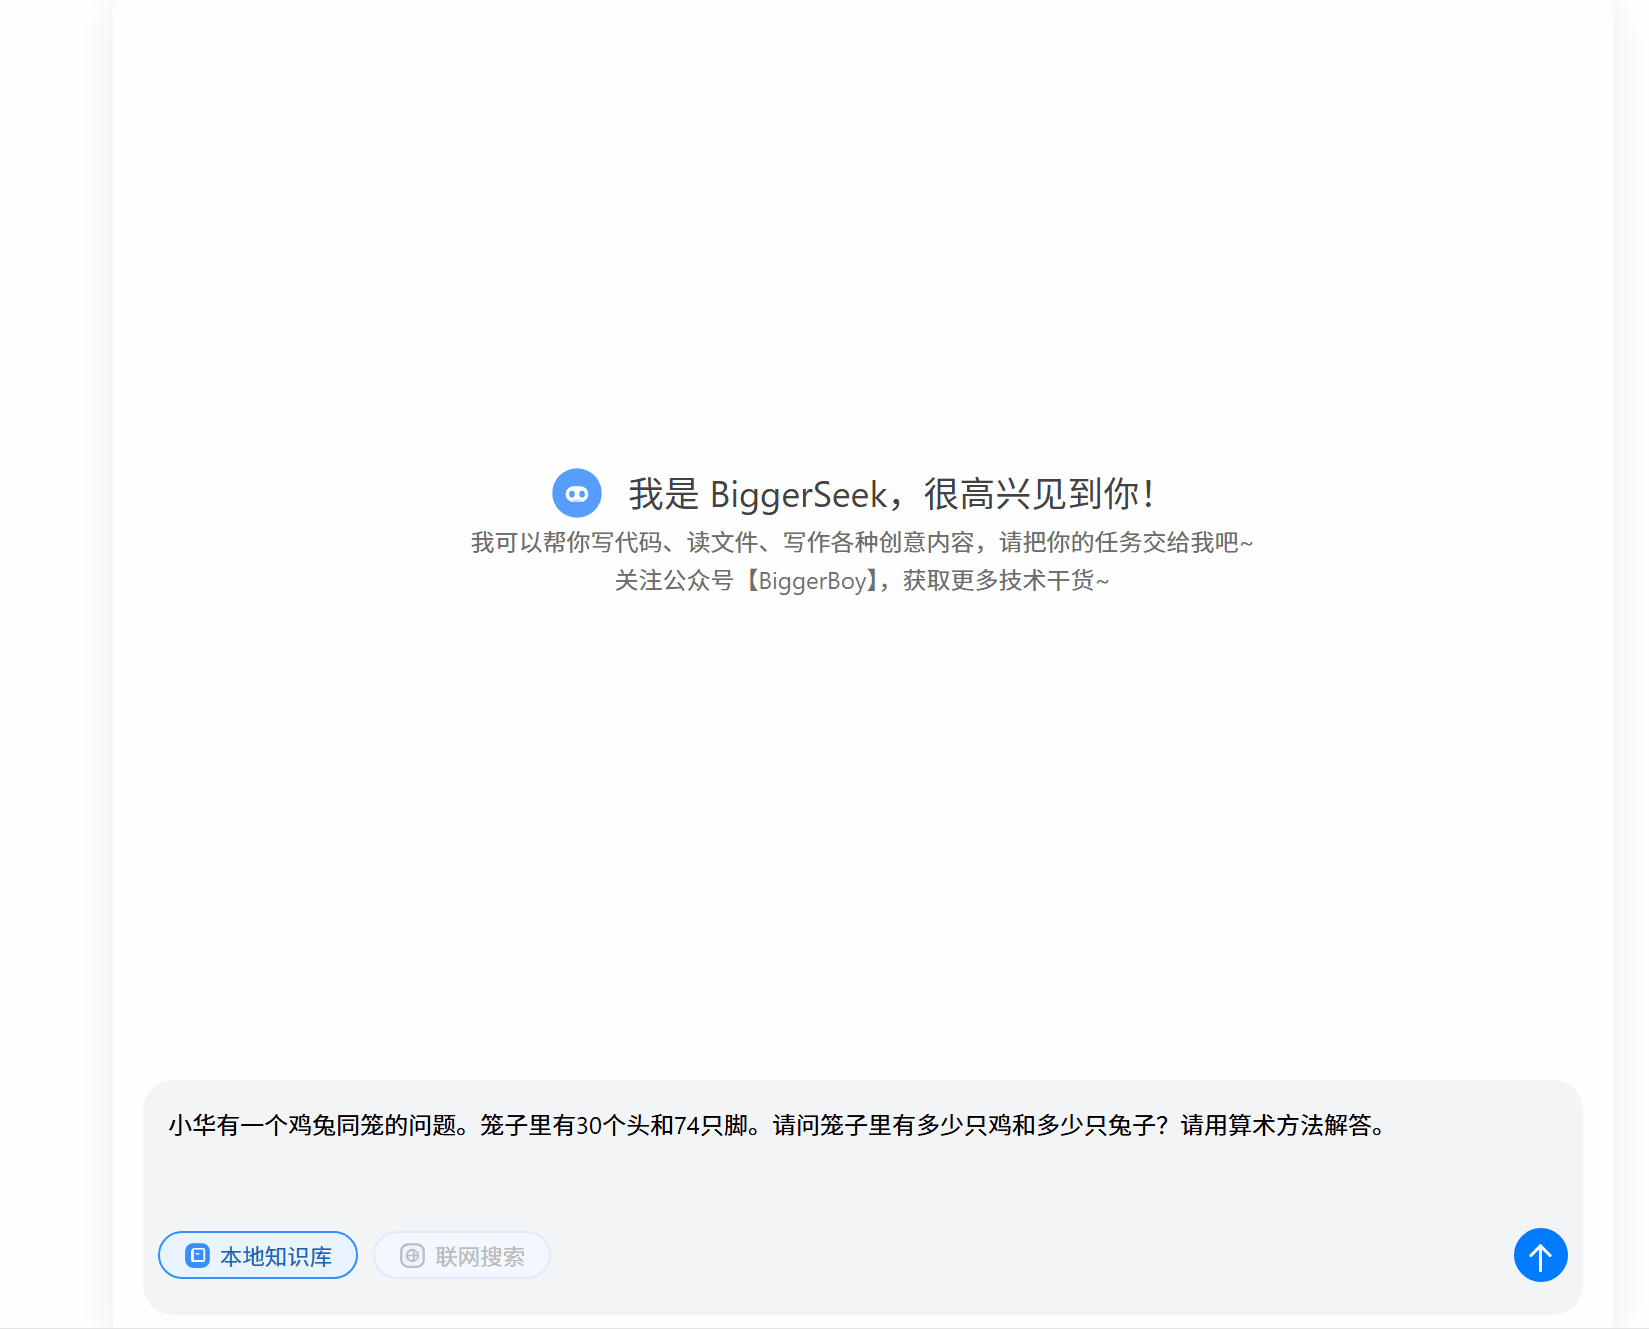 我是 BiggerSeek，很高兴见到你！
我可以帮你写代码、读文件、写作各种创意内容，请把你的任务交给我吧~
关注公众号【BiggerBoy】，获取更多技术干货~
小华有一个鸡兔同笼的问题。笼子里有30个头和74只脚。请问笼子里有多少只鸡和多少只兔子？请用算术方法解答。
本地知识库 联网搜索